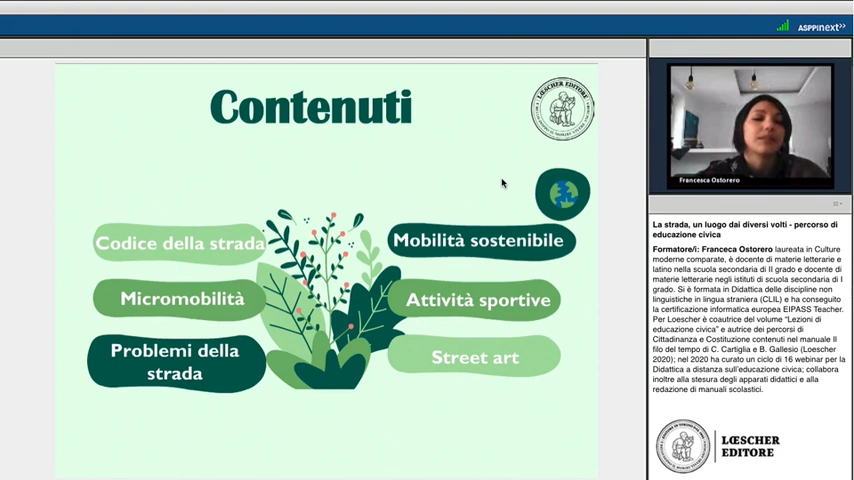 ASPPInext>>
Contenuti
LŒSCHER EDITORE
Codice della strada
Micromobilità
Problemi della
strada
Mobilità sostenibile
Attività sportive
Street art
Francesca Ostorero
La strada, un luogo dai diversi volti - percorso di
educazione civica
Formatore/i: Franceca Ostorero laureata in Culture
moderne comparate, è docente di materie letterarie e
latino nella scuola secondaria di II grado e docente di
materie letterarie negli istituti di scuola secondaria di I
grado. Si è formata in Didattica delle discipline non
linguistiche in lingua straniera (CLIL) e ha conseguito
la certificazione informatica europea EIPASS Teacher.
Per Loescher è coautrice del volume “Lezioni di
educazione civica” e autrice dei percorsi di
Cittadinanza e Costituzione contenuti nel manuale Il
filo del tempo di C. Cartiglia e B. Gallesio (Loescher
2020); nel 2020 ha curato un ciclo di 16 webinar per la
Didattica a distanza sull'educazione civica; collabora
inoltre alla stesura degli apparati didattici e alla
redazione di manuali scolastici.
LŒSCHER
EDITORE